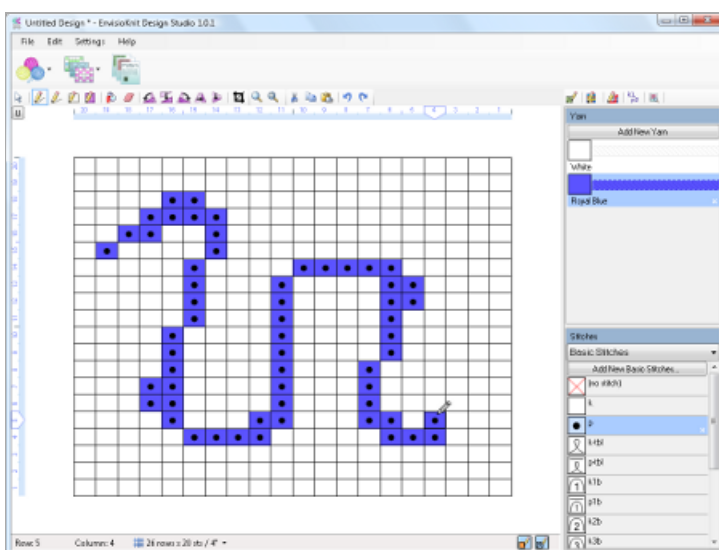 Untitled Design * - EnvisioKnit Design Studio 1.0.1
File Edit Settings Help
Yarn
Add New Yarn
White
Royal Blue
Stitches
Basic Stitches
Add New Basic Stitches...
(no stitch)
k
p
k tbl
p tbl
k1b
p1b
k2b
k3b
Row: 5 Column: 4 26 rows x 20 sts / 4"